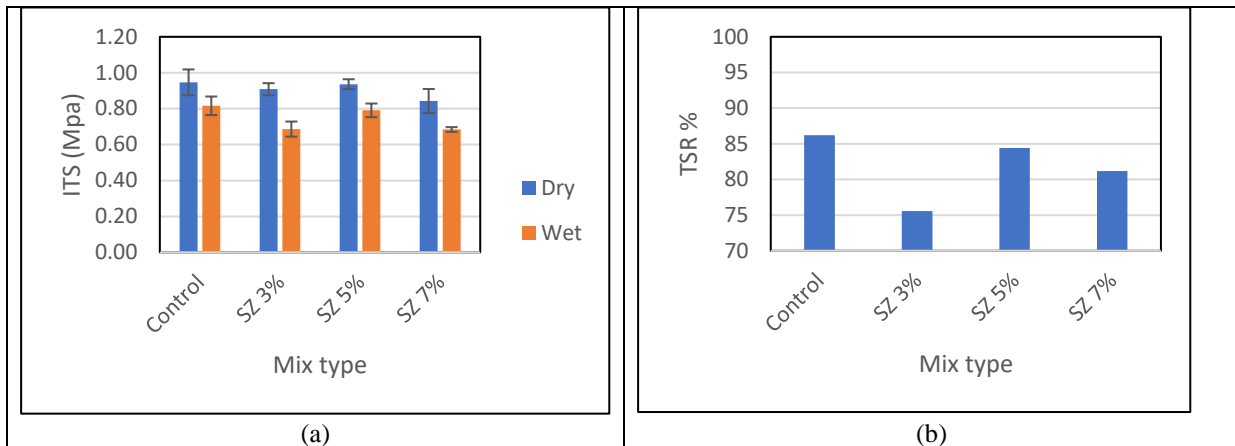 1.20
1.00
0.80
0.60
0.40
0.20
0.00
ITS (Mpa)
Control
SZ 3%
SZ 5%
SZ 7%
Mix type
Dry
Wet
(a)
100
95
90
85
80
75
70
TSR %
Control
SZ 3%
SZ 5%
SZ 7%
Mix type
(b)